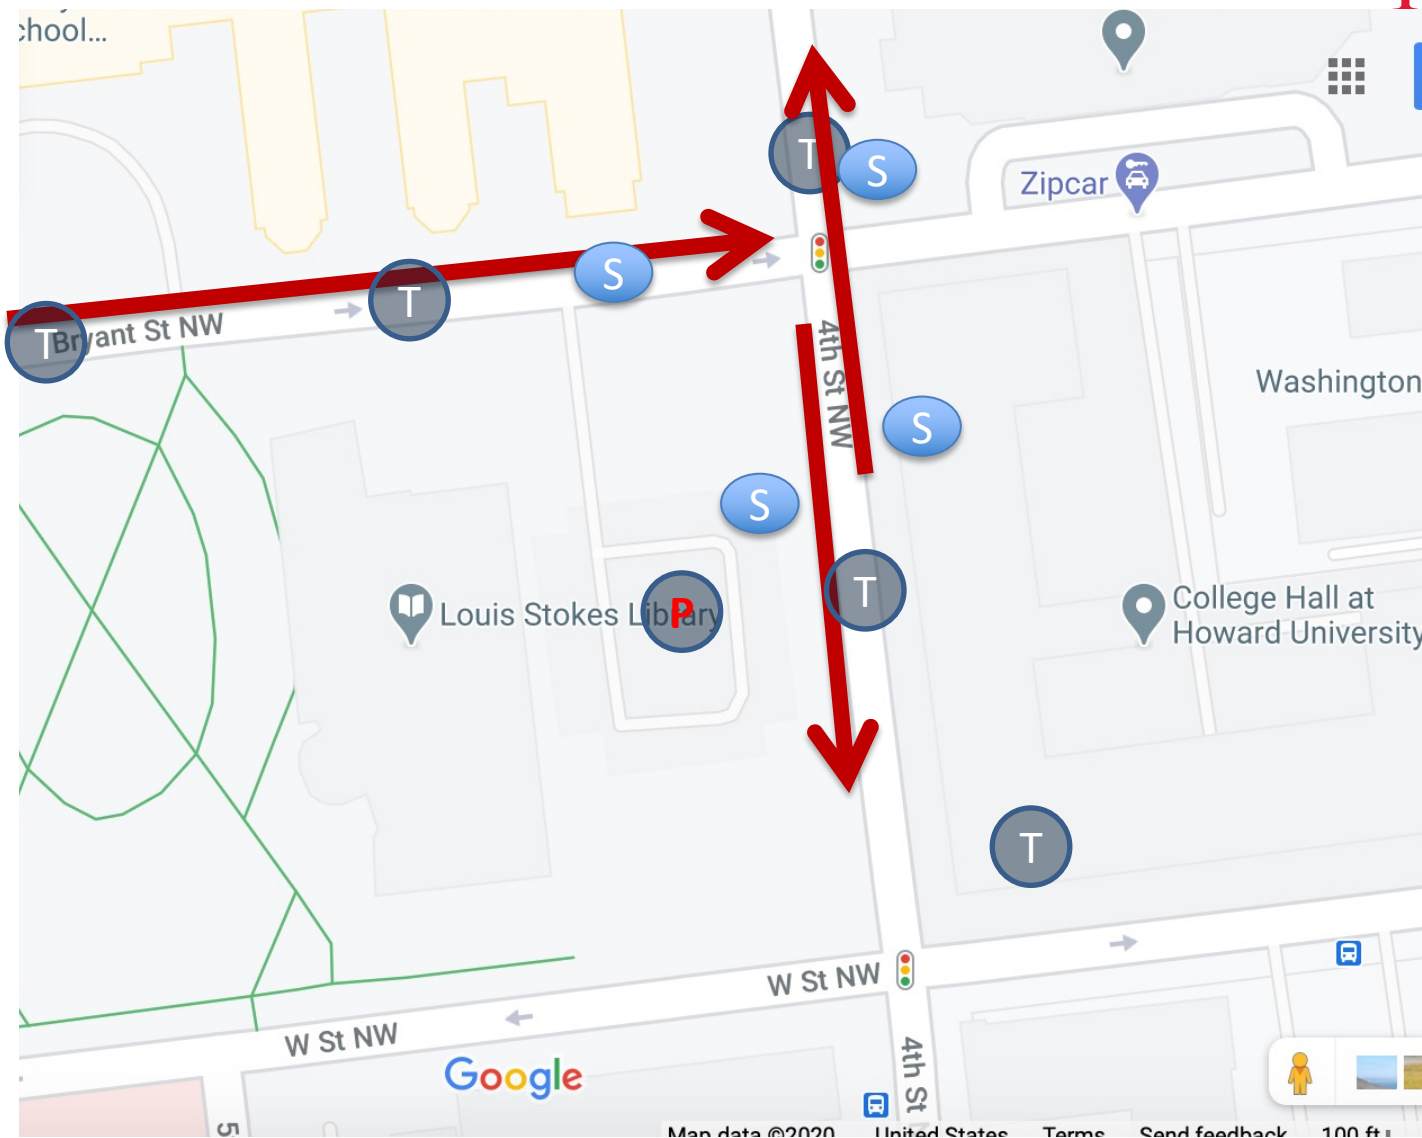 chool...
T
S
Zipcar
S
T
T
Bryant St NW
4th St NW
Washington
S
S
T
P
Louis Stokes Library
College Hall at
Howard University
T
W St NW
W St NW
4th St
Google
Map data ©2020 United States Terms Send feedback 100 ft